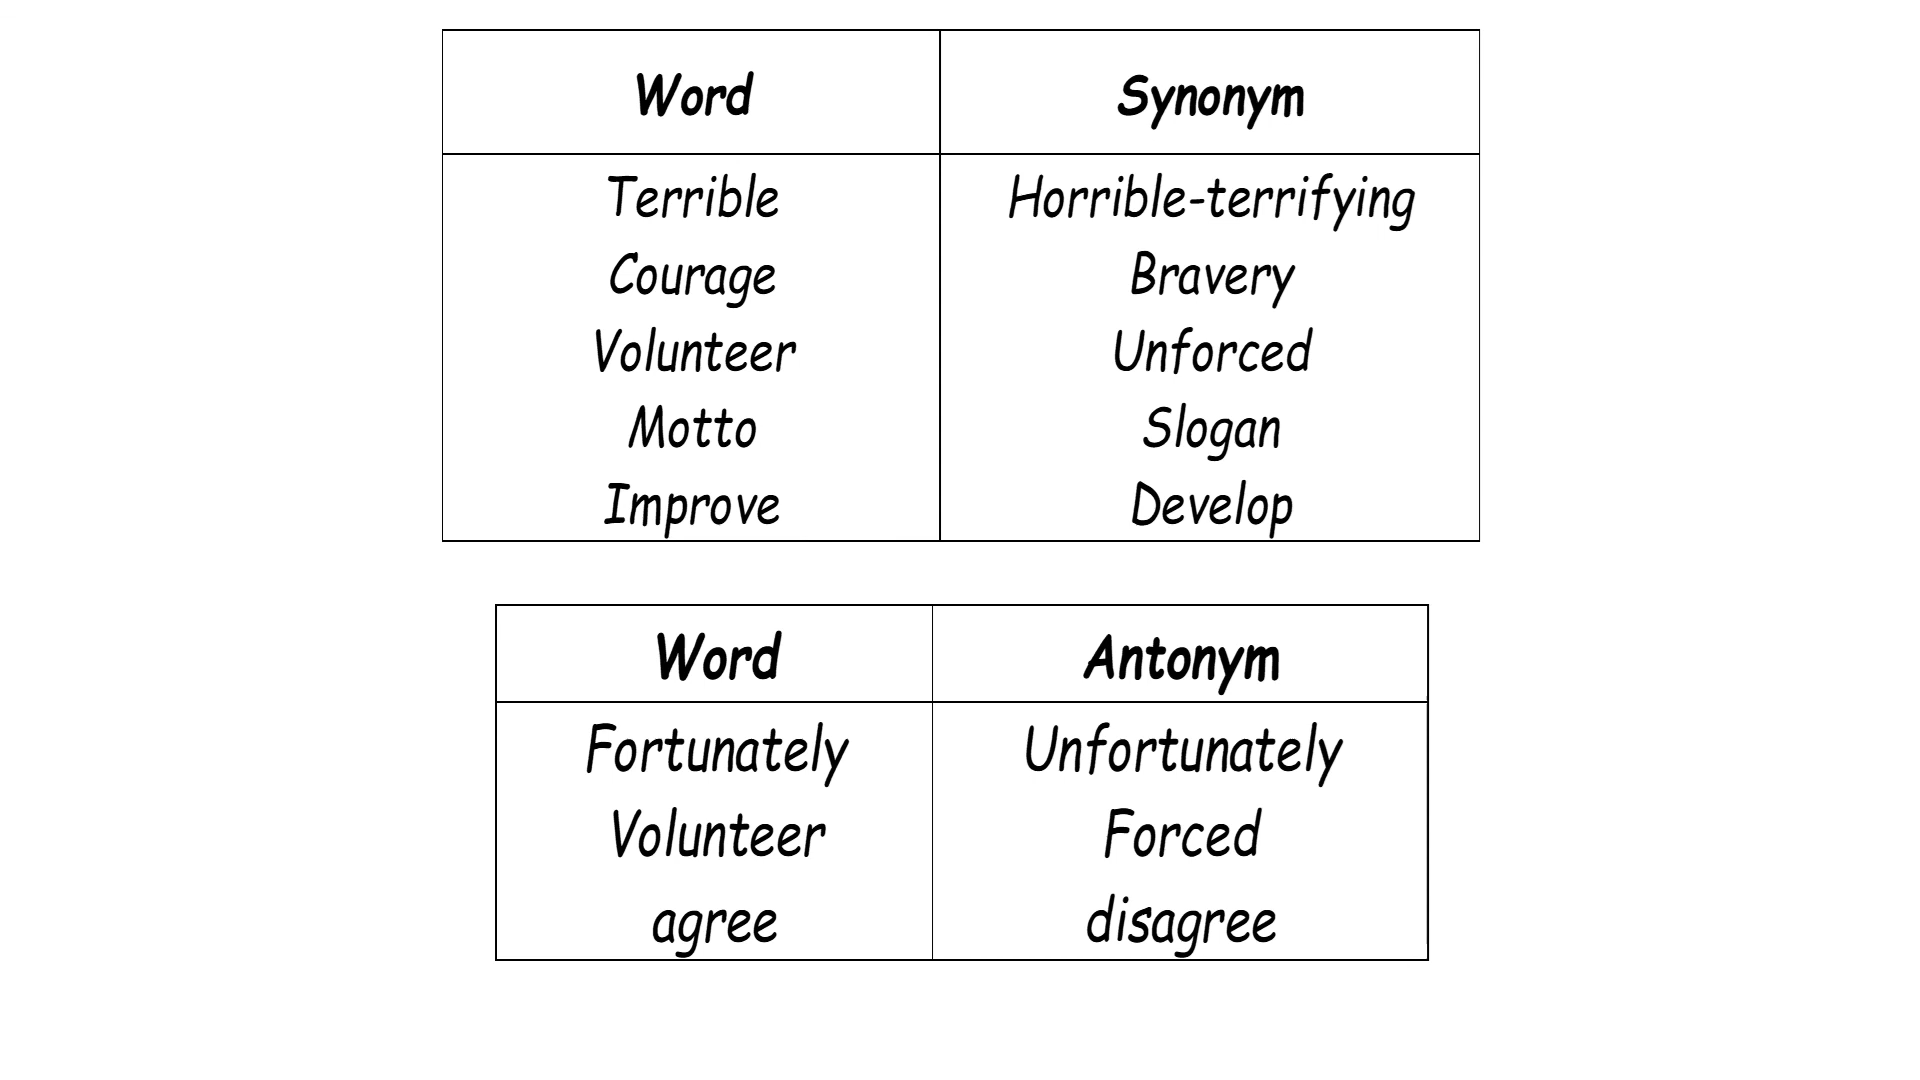 Word Synonym
Terrible Horrible-terrifying
Courage Bravery
Volunteer Unforced
Motto Slogan
Improve Develop
Word Antonym
Fortunately Unfortunately
Volunteer Forced
agree disagree